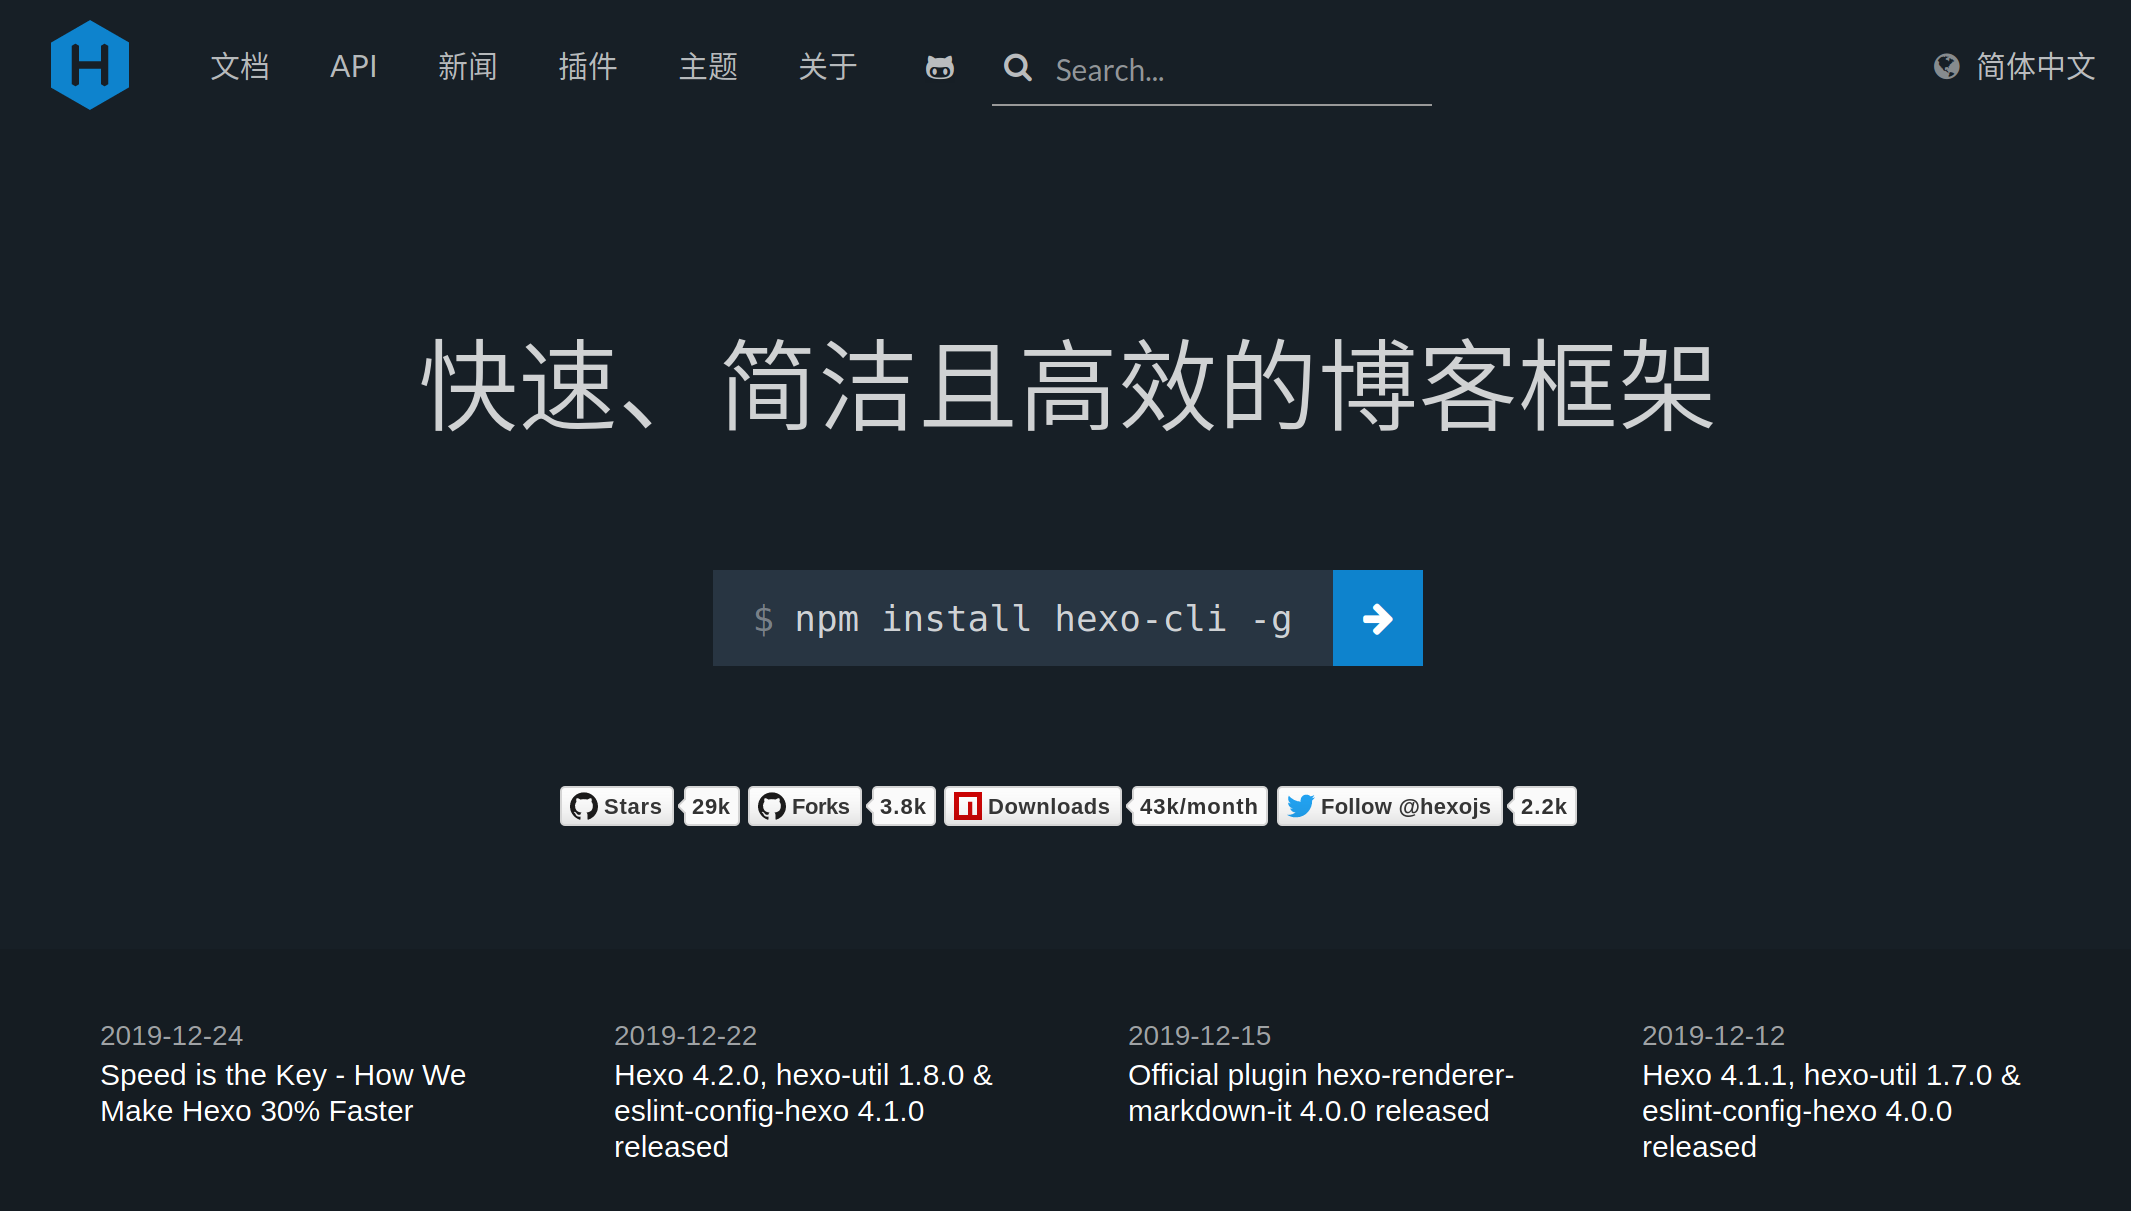 H 文档 API 新闻 插件 主题 关于 Search... 简体中文
快速、简洁且高效的博客框架
$ npm install hexo-cli -g
Stars 29k Forks 3.8k Downloads 43k/month Follow @hexojs 2.2k
2019-12-24
Speed is the Key - How We
Make Hexo 30% Faster
2019-12-22
Hexo 4.2.0, hexo-util 1.8.0 &
eslint-config-hexo 4.1.0
released
2019-12-15
Official plugin hexo-renderer-
markdown-it 4.0.0 released
2019-12-12
Hexo 4.1.1, hexo-util 1.7.0 &
eslint-config-hexo 4.0.0
released